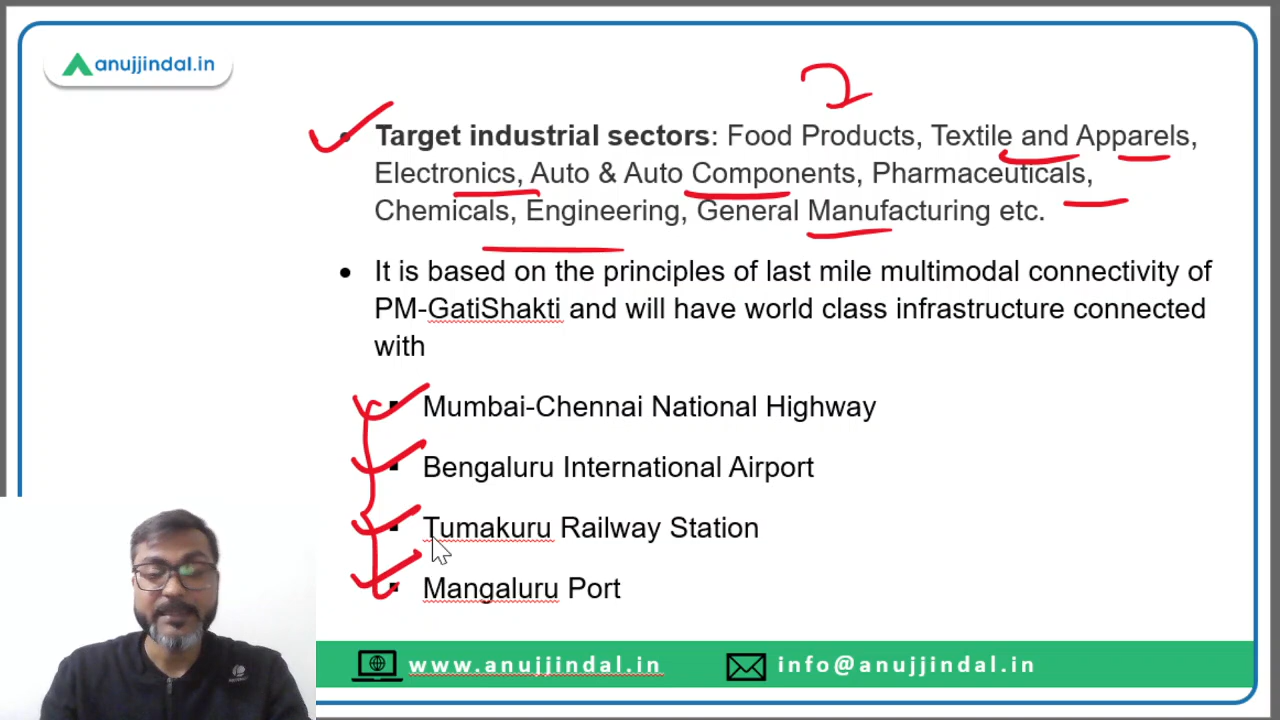 anujjindal.in
2
• Target industrial sectors: Food Products, Textile and Apparels,
Electronics, Auto & Auto Components, Pharmaceuticals,
Chemicals, Engineering, General Manufacturing etc.
• It is based on the principles of last mile multimodal connectivity of
PM-GatiShakti and will have world class infrastructure connected
with
▪ Mumbai-Chennai National Highway
▪ Bengaluru International Airport
▪ Tumakuru Railway Station
▪ Mangaluru Port
www.anujjindal.in info@anujjindal.in